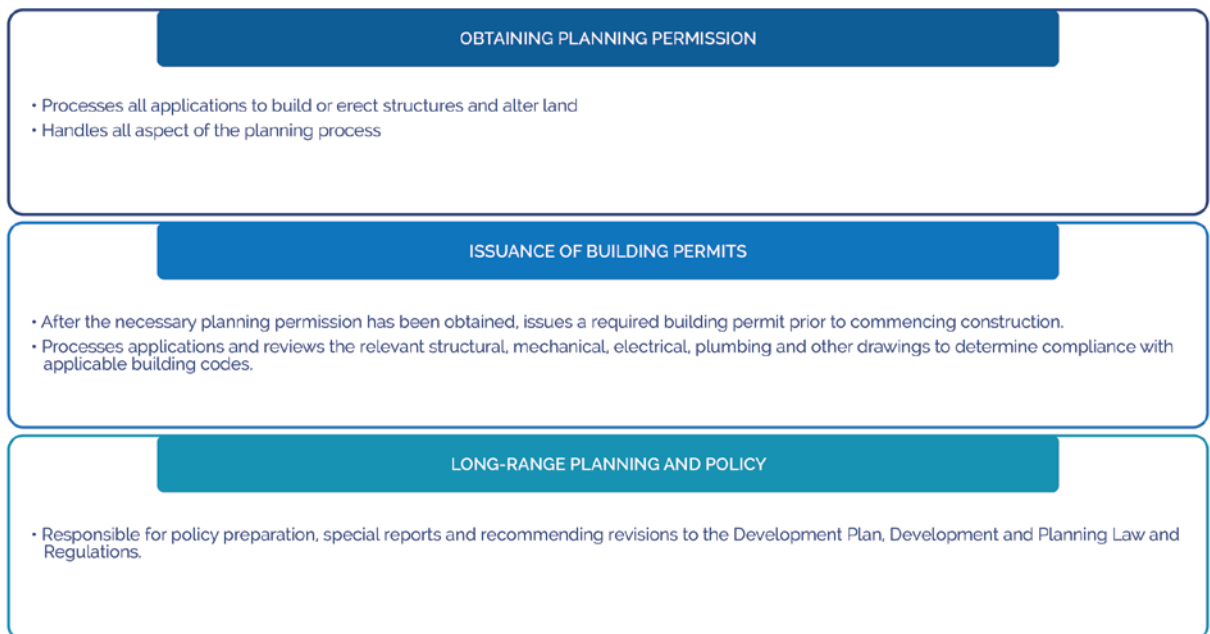 OBTAINING PLANNING PERMISSION
• Processes all applications to build or erect structures and alter land
• Handles all aspect of the planning process
ISSUANCE OF BUILDING PERMITS
• After the necessary planning permission has been obtained, issues a required building permit prior to commencing construction.
• Processes applications and reviews the relevant structural, mechanical, electrical, plumbing and other drawings to determine compliance with
applicable building codes.
LONG-RANGE PLANNING AND POLICY
• Responsible for policy preparation, special reports and recommending revisions to the Development Plan, Development and Planning Law and
Regulations.